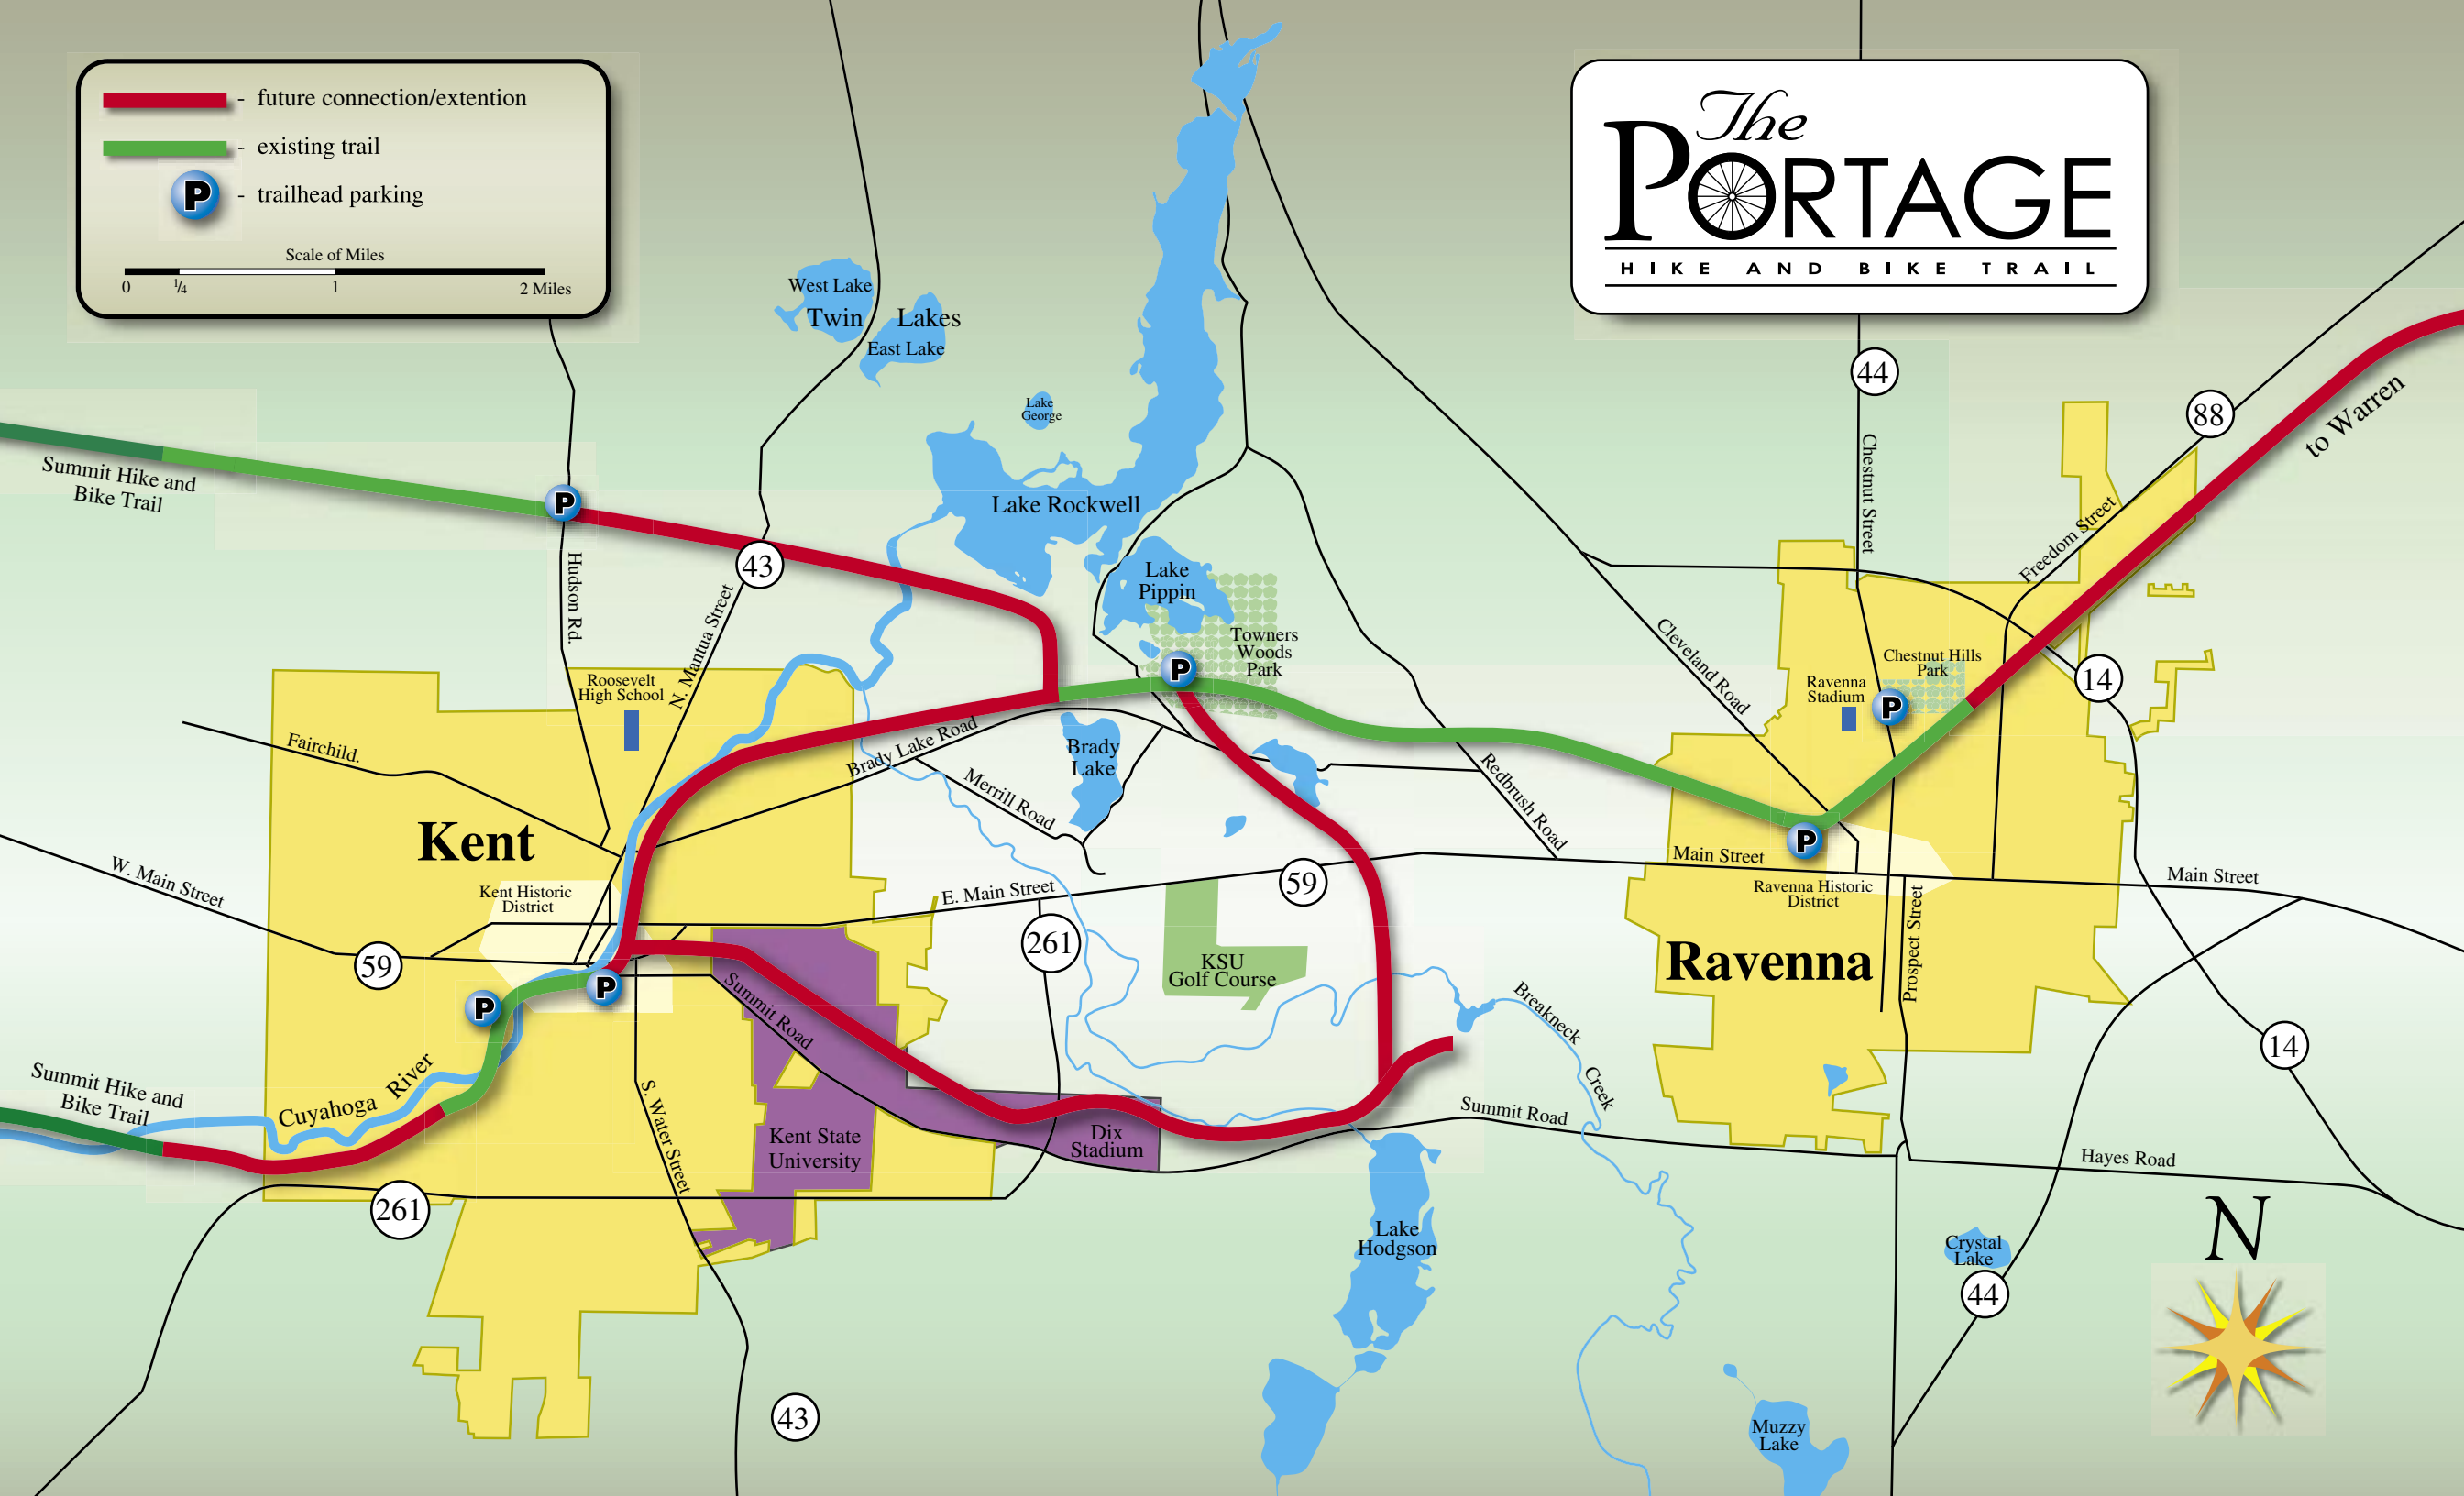 - future connection/extention
- existing trail
P - trailhead parking
Scale of Miles
0 1/4 1 2 Miles
The
PORTAGE
HIKE AND BIKE TRAIL
44
88
to Warren
Chestnut Street
Freedom Street
West Lake
Twin Lakes
East Lake
Lake
George
Summit Hike and
Bike Trail
P
Hudson Rd.
43
N. Mantua Street
Lake Rockwell
Lake
Pippin
Towners
Woods
Park
P
Cleveland Road
Chestnut Hills
Park
Ravenna
Stadium
P
14
Roosevelt
High School
Fairchild.
Brady Lake Road
Brady
Lake
Merrill Road
Redbrush Road
Kent
W. Main Street
Kent Historic
District
E. Main Street
59
Main Street
P
Ravenna Historic
District
Main Street
Prospect Street
Ravenna
59
P
P
261
KSU
Golf Course
Summit Road
Breakneck
Creek
14
Summit Hike and
Bike Trail
Cuyahoga River
S. Water Street
Kent State
University
Dix
Stadium
Summit Road
Hayes Road
261
Lake
Hodgson
Crystal
Lake
44
N
43
Muzzy
Lake